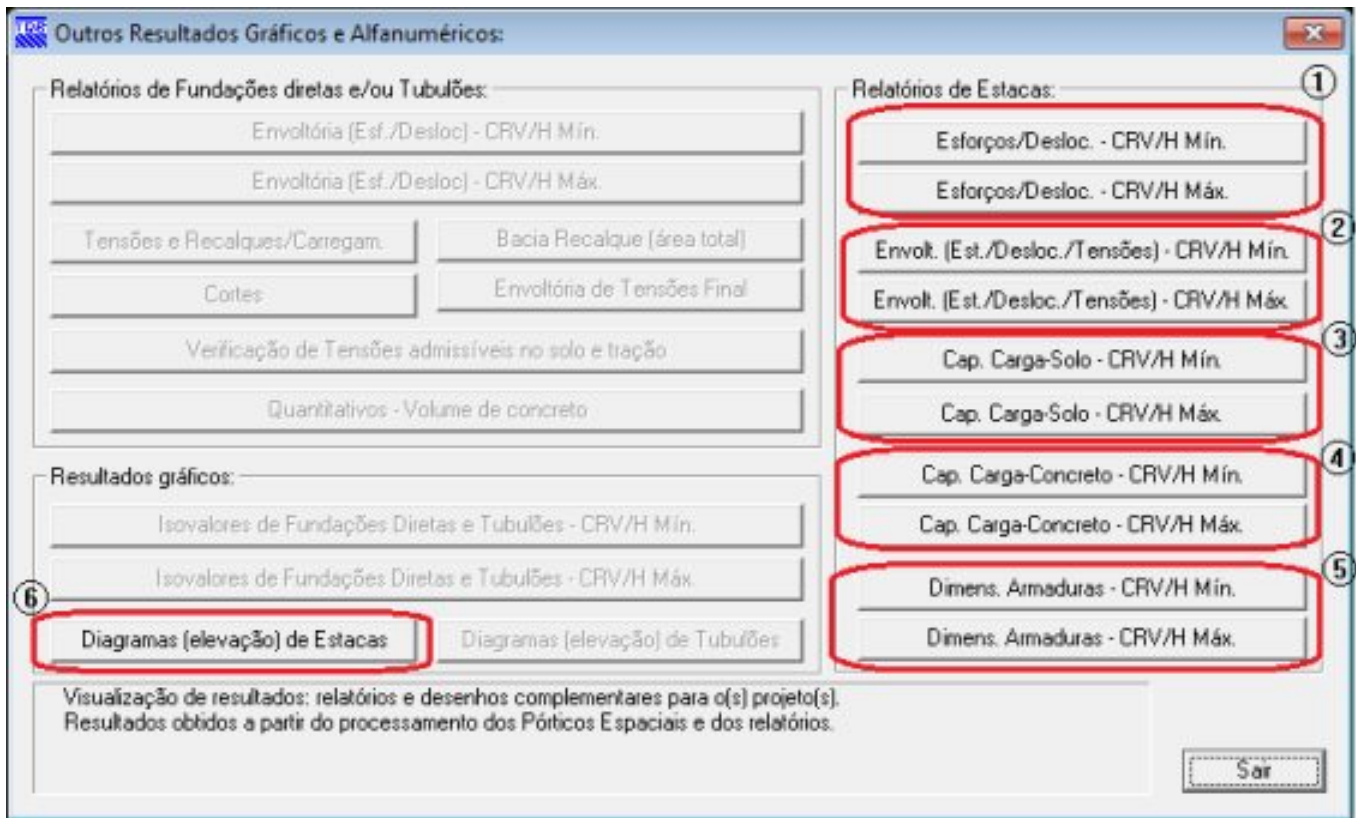 TQS Outros Resultados Gráficos e Alfanuméricos:
Relatórios de Fundações diretas e/ou Tubulões:
Envoltória (Esf./Desloc) - CRV/H Mín.
Envoltória (Esf./Desloc) - CRV/H Máx.
Tensões e Recalques/Carregam.
Bacia Recalque (área total)
Cortes
Envoltória de Tensões Final
Verificação de Tensões admissíveis no solo e tração
Quantitativos - Volume de concreto
Resultados gráficos:
Isovalores de Fundações Diretas e Tubulões - CRV/H Mín.
Isovalores de Fundações Diretas e Tubulões - CRV/H Máx.
6
Diagramas (elevação) de Estacas
Diagramas (elevação) de Tubulões
Relatórios de Estacas:
1
Esforços/Desloc. - CRV/H Mín.
Esforços/Desloc. - CRV/H Máx.
2
Envolt. (Est./Desloc./Tensões) - CRV/H Mín.
Envolt. (Est./Desloc./Tensões) - CRV/H Máx.
3
Cap. Carga-Solo - CRV/H Mín.
Cap. Carga-Solo - CRV/H Máx.
4
Cap. Carga-Concreto - CRV/H Mín.
Cap. Carga-Concreto - CRV/H Máx.
5
Dimens. Armaduras - CRV/H Mín.
Dimens. Armaduras - CRV/H Máx.
Visualização de resultados: relatórios e desenhos complementares para o(s) projeto(s).
Resultados obtidos a partir do processamento dos Pórticos Espaciais e dos relatórios.
Sair